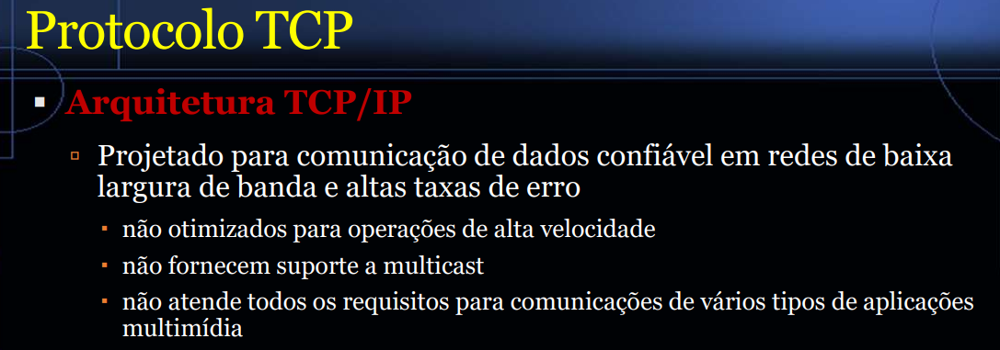 Protocolo TCP
Arquitetura TCP/IP
Projetado para comunicação de dados confiável em redes de baixa
largura de banda e altas taxas de erro
não otimizados para operações de alta velocidade
não fornecem suporte a multicast
não atende todos os requisitos para comunicações de vários tipos de aplicações
multimídia